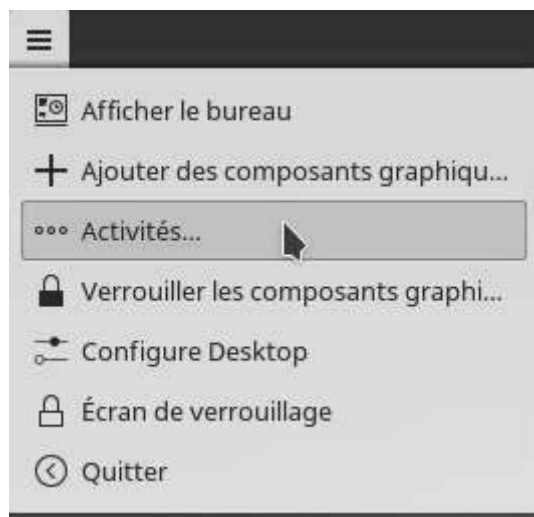 Afficher le bureau
Ajouter des composants graphiqu...
Activités...
Verrouiller les composants graphi...
Configure Desktop
Écran de verrouillage
Quitter